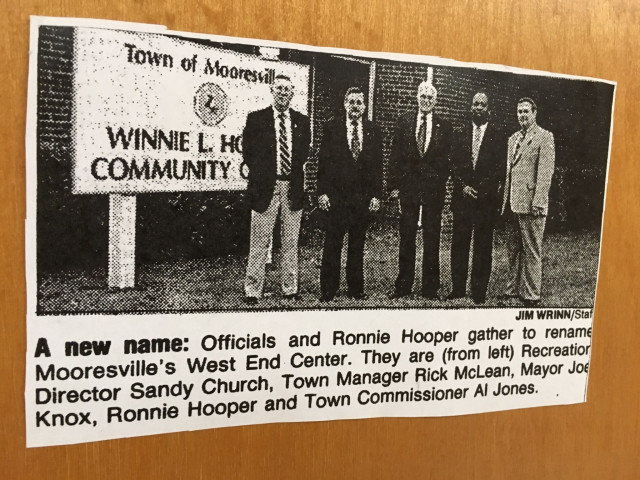 Town of Mooresvil
WINNIE L. HO
COMMUNITY C
JIM WRINN/Staf
A new name: Officials and Ronnie Hooper gather to rename
Mooresville's West End Center. They are (from left) Recreation
Director Sandy Church, Town Manager Rick McLean, Mayor Joe
Knox, Ronnie Hooper and Town Commissioner Al Jones.